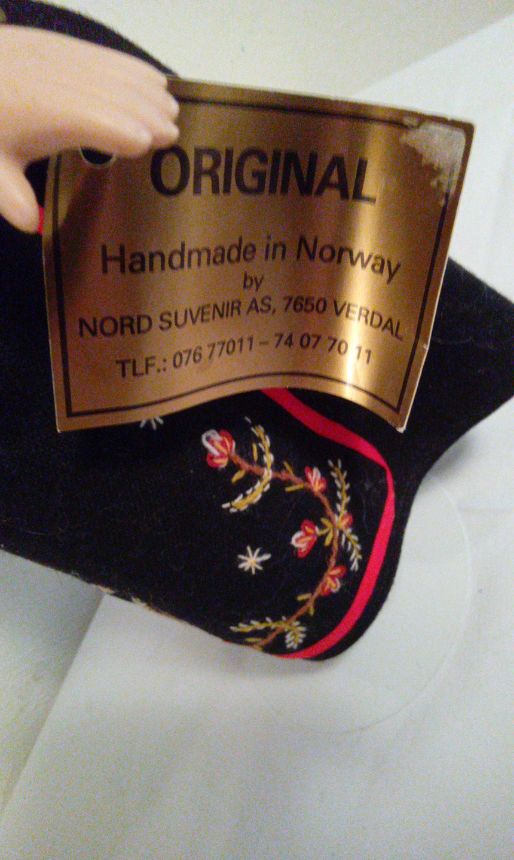 ORIGINAL
Handmade in Norway
by
NORD SUVENIR AS, 7650 VERDAL
TLF.: 076 77011 – 74 07 70 11